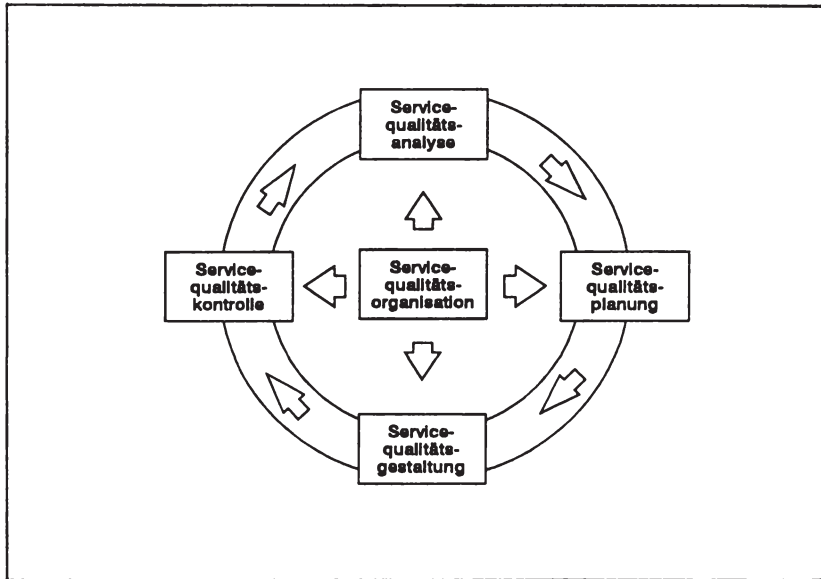 Service-
qualitäts-
analyse
Service-
qualitäts-
kontrolle
Service-
qualitäts-
organisation
Service-
qualitäts-
planung
Service-
qualitäts-
gestaltung